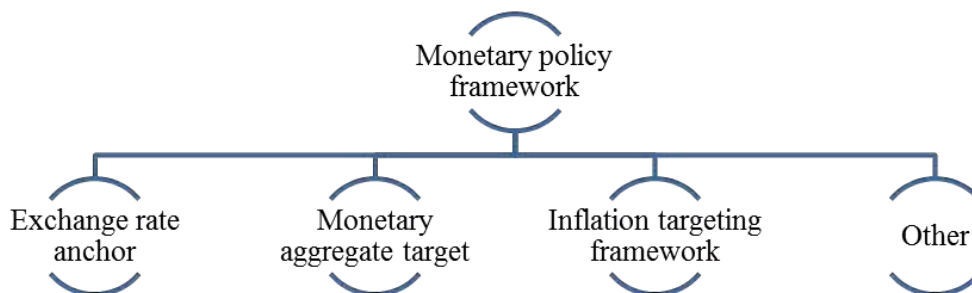 Monetary policy
framework
Exchange rate
anchor
Monetary
aggregate target
Inflation targeting
framework
Other